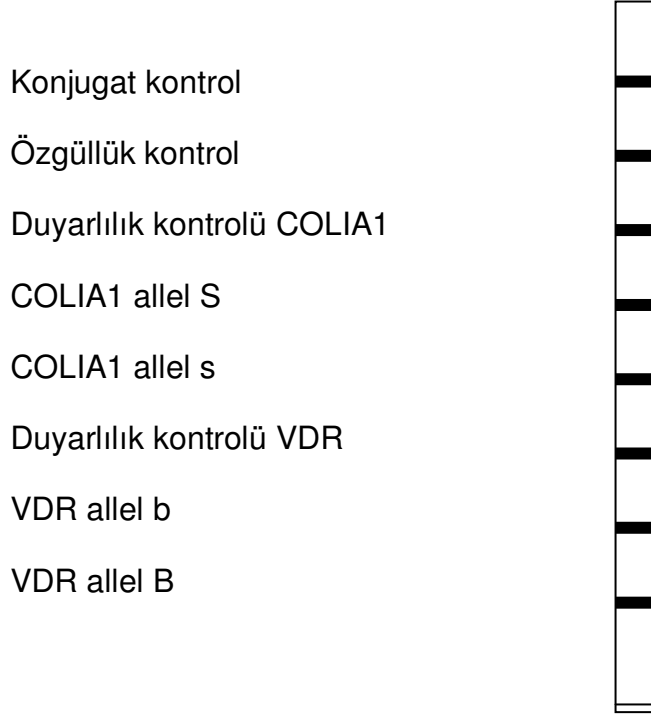 Konjugat kontrol
Özgüllük kontrol
Duyarlılık kontrolü COLIA1
COLIA1 allel S
COLIA1 allel s
Duyarlılık kontrolü VDR
VDR allel b
VDR allel B